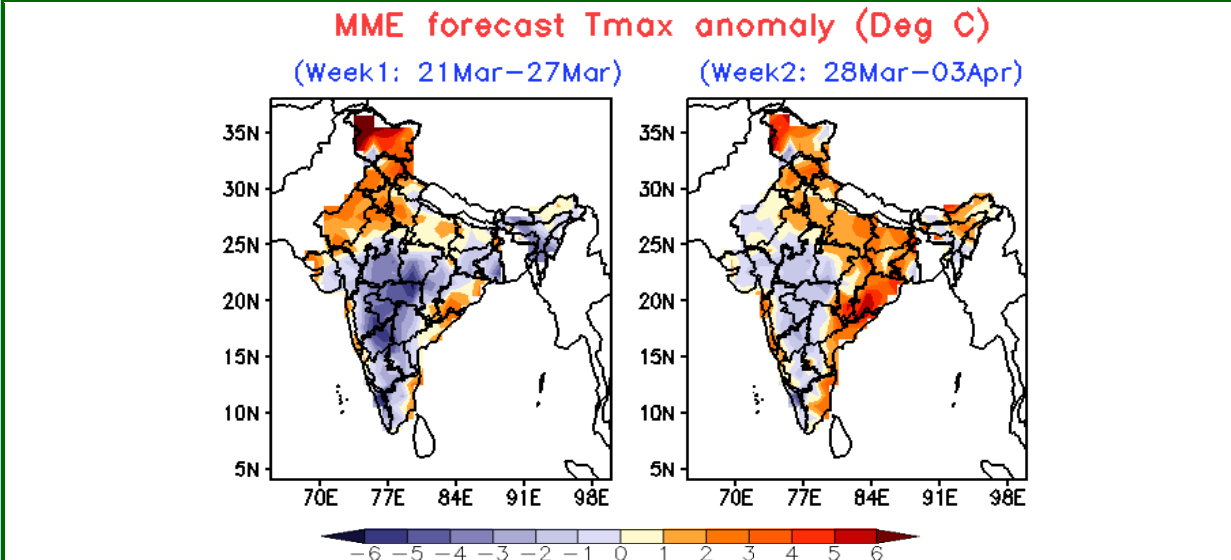 MME forecast Tmax anomaly (Deg C)
(Week1: 21Mar−27Mar)
(Week2: 28Mar−03Apr)
35N
30N
25N
20N
15N
10N
5N
70E 77E 84E 91E 98E
35N
30N
25N
20N
15N
10N
5N
70E 77E 84E 91E 98E
−6 −5 −4 −3 −2 −1 0 1 2 3 4 5 6